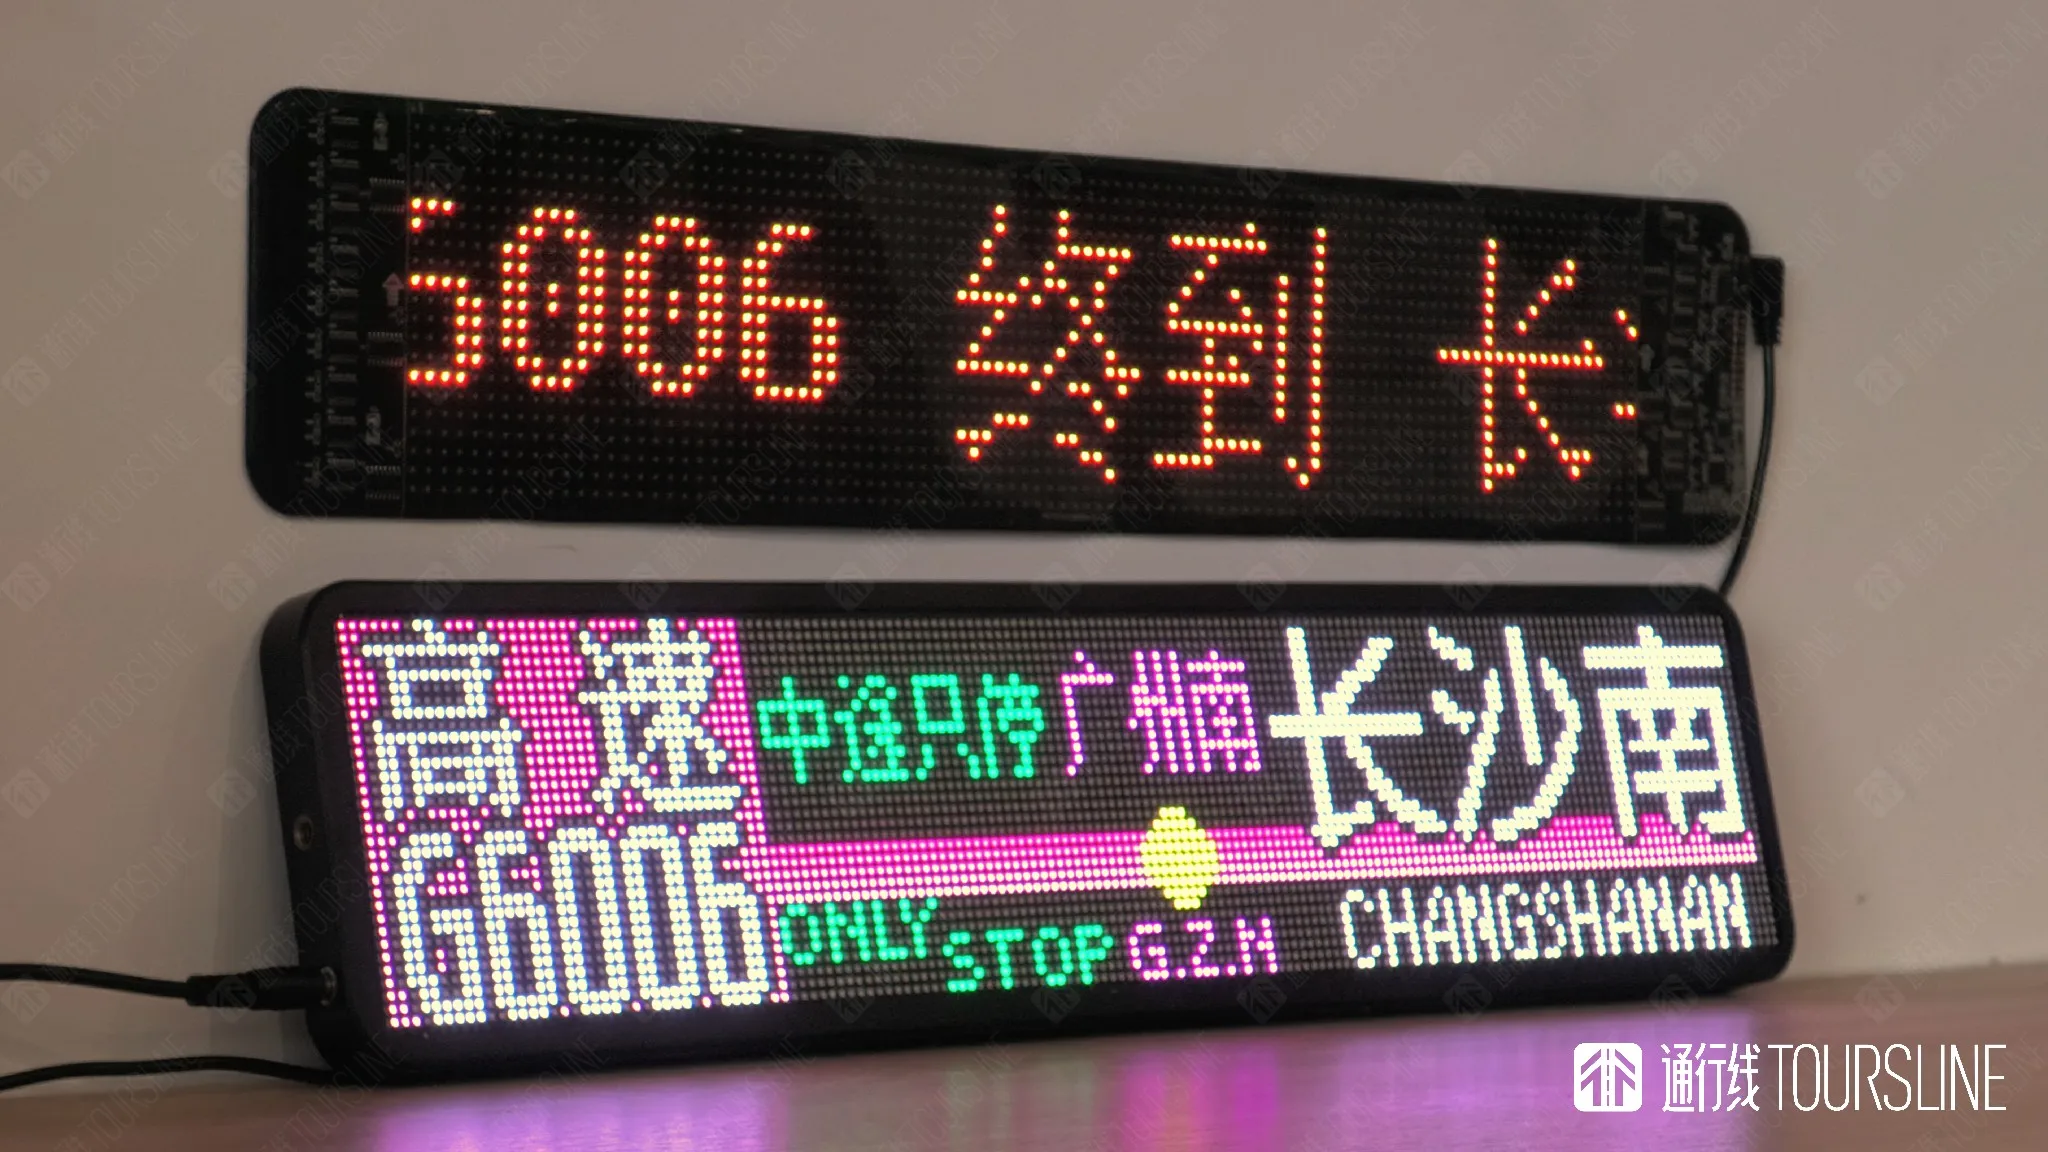 6006 终到 长
高速 中途只停 广州南 长沙南
G6006 ONLY STOP G.Z.N CHANGSHANAN
通行线 TOURSLINE